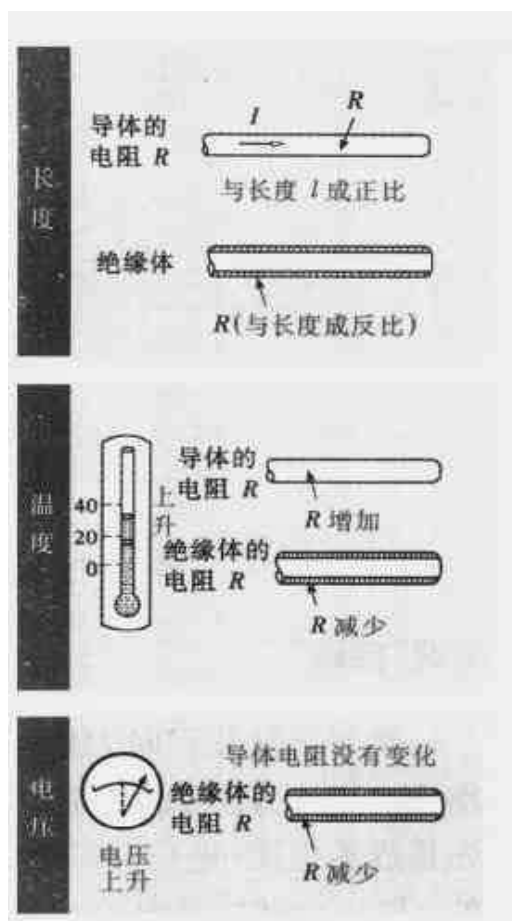 长度
导体的
电阻 R
I
R
与长度 l 成正比
绝缘体
R(与长度成反比)
温度
40
20
0
上升
导体的
电阻 R
R 增加
绝缘体的
电阻 R
R 减少
电压
电压
上升
导体电阻没有变化
绝缘体的
电阻 R
R 减少